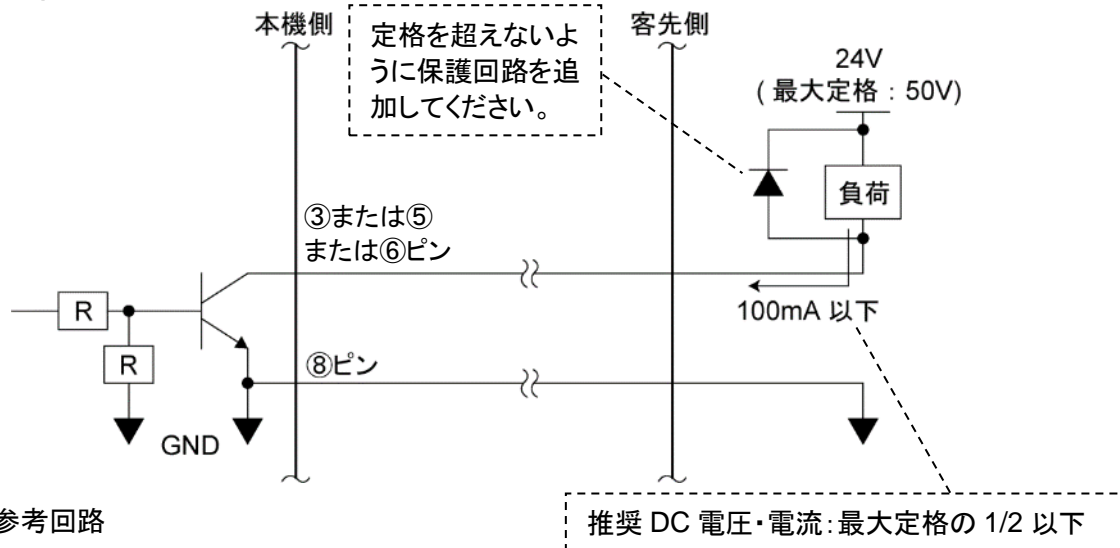 本機側
定格を超えないよ
うに保護回路を追
加してください。
客先側
24V
(最大定格：50V)
負荷
③または⑤
または⑥ピン
100mA 以下
R
R
⑧ピン
GND
参考回路
推奨 DC 電圧・電流：最大定格の 1/2 以下